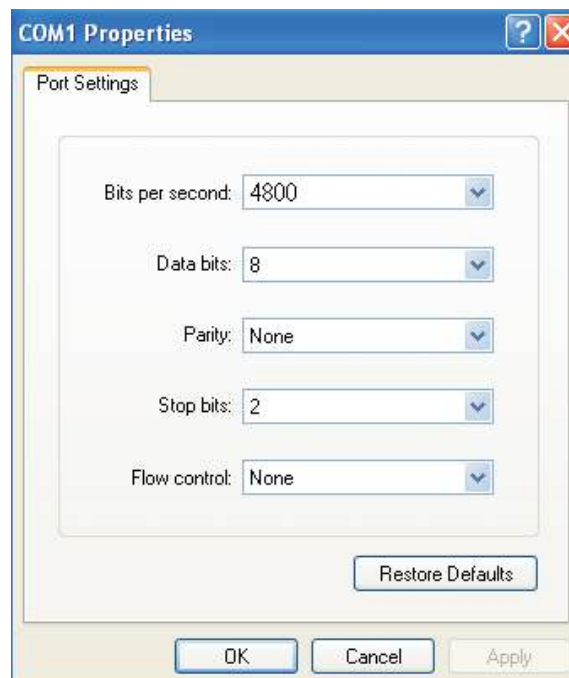 COM1 Properties
Port Settings
Bits per second: 4800
Data bits: 8
Parity: None
Stop bits: 2
Flow control: None
Restore Defaults
OK Cancel Apply